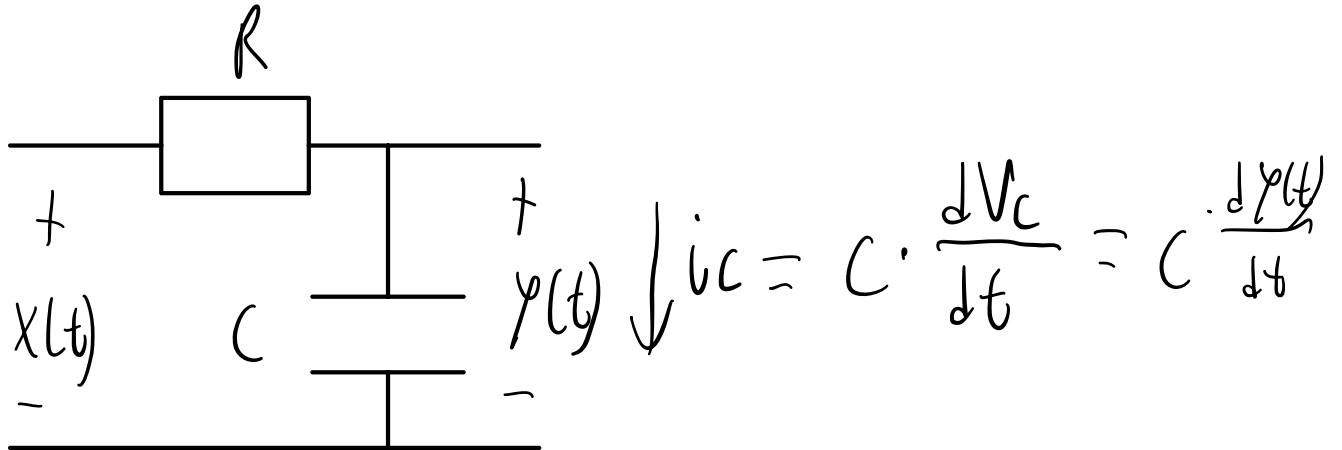 R
+
x(t)
-
C
+
y(t)
-
ic = C · dVc/dt = C · dy(t)/dt